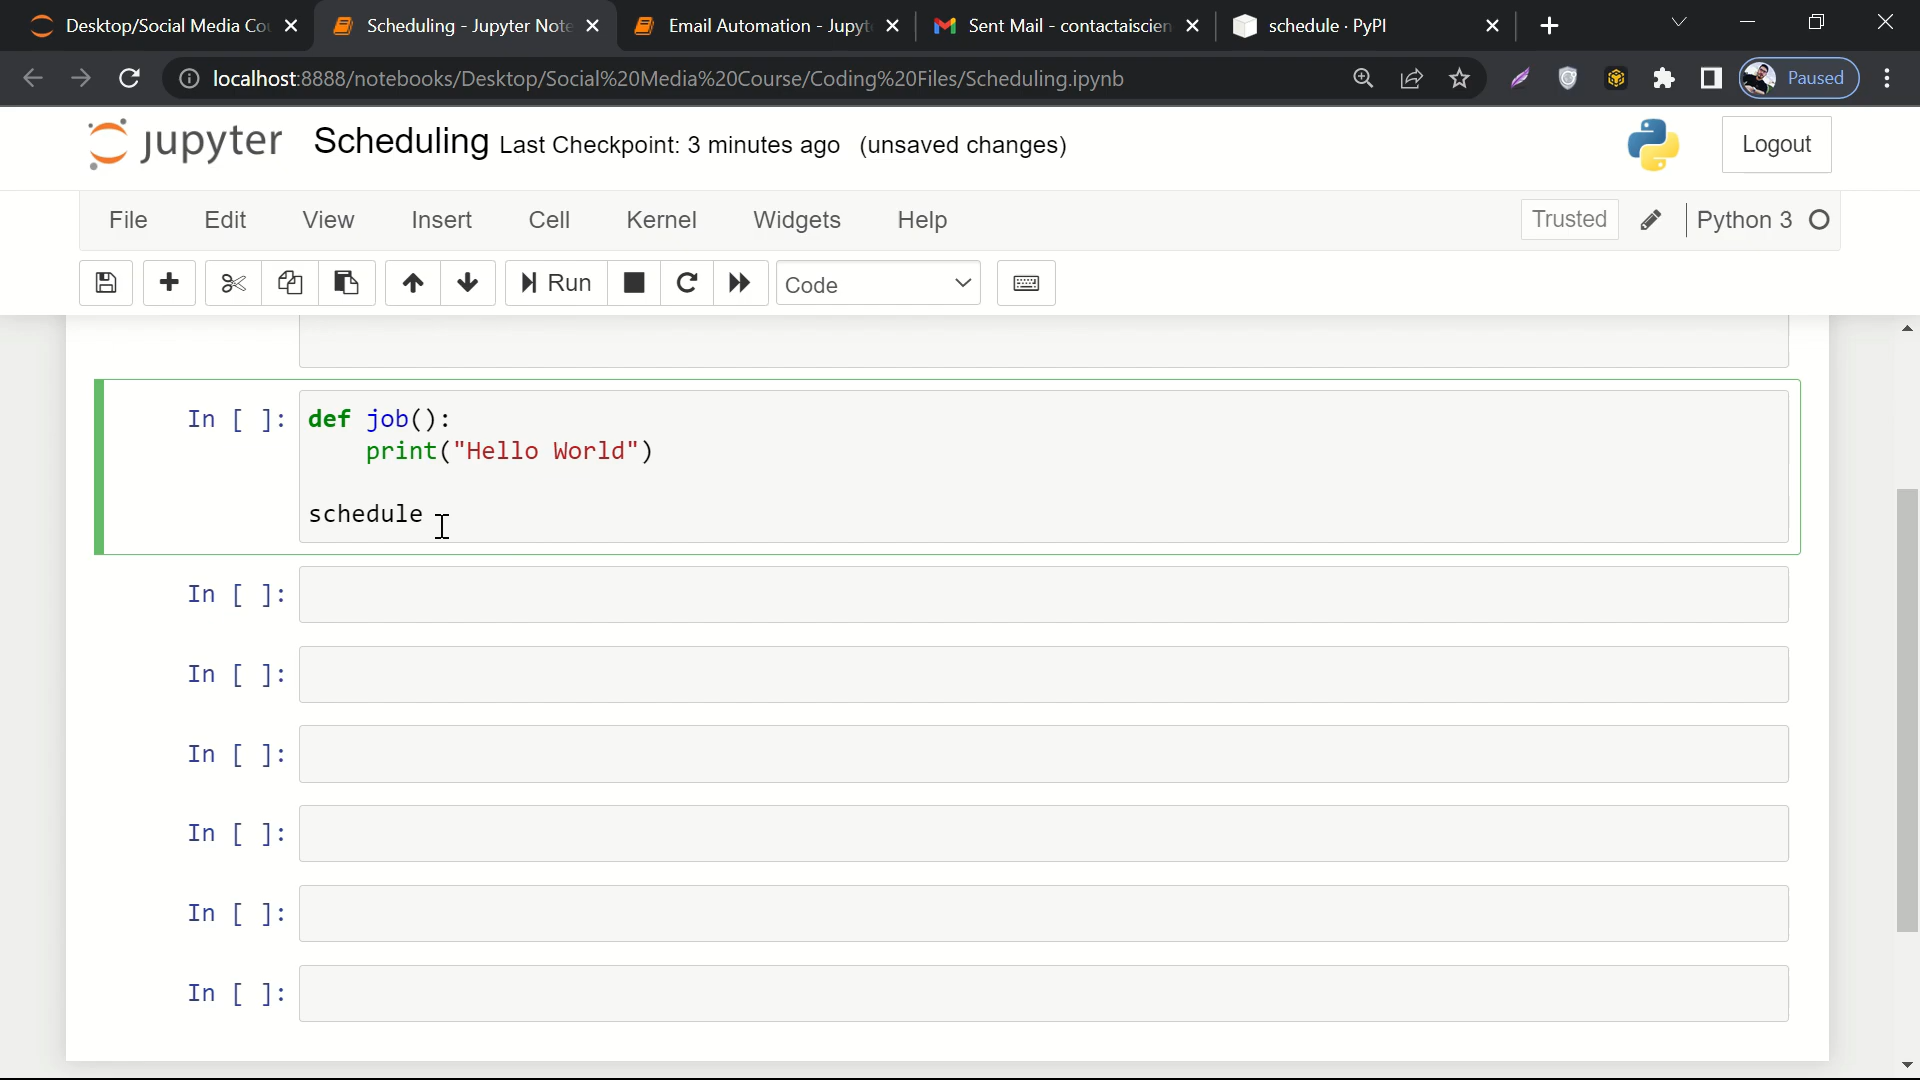 Desktop/Social Media Co
Scheduling - Jupyter Note
Email Automation - Jupyt
Sent Mail - contactaiscien
schedule · PyPI
localhost:8888/notebooks/Desktop/Social%20Media%20Course/Coding%20Files/Scheduling.ipynb
Paused
jupyter Scheduling Last Checkpoint: 3 minutes ago (unsaved changes)
Logout
File Edit View Insert Cell Kernel Widgets Help
Trusted
Python 3
Run
Code
In [ ]: def job():
print("Hello World")
schedule
In [ ]:
In [ ]:
In [ ]:
In [ ]:
In [ ]:
In [ ]: